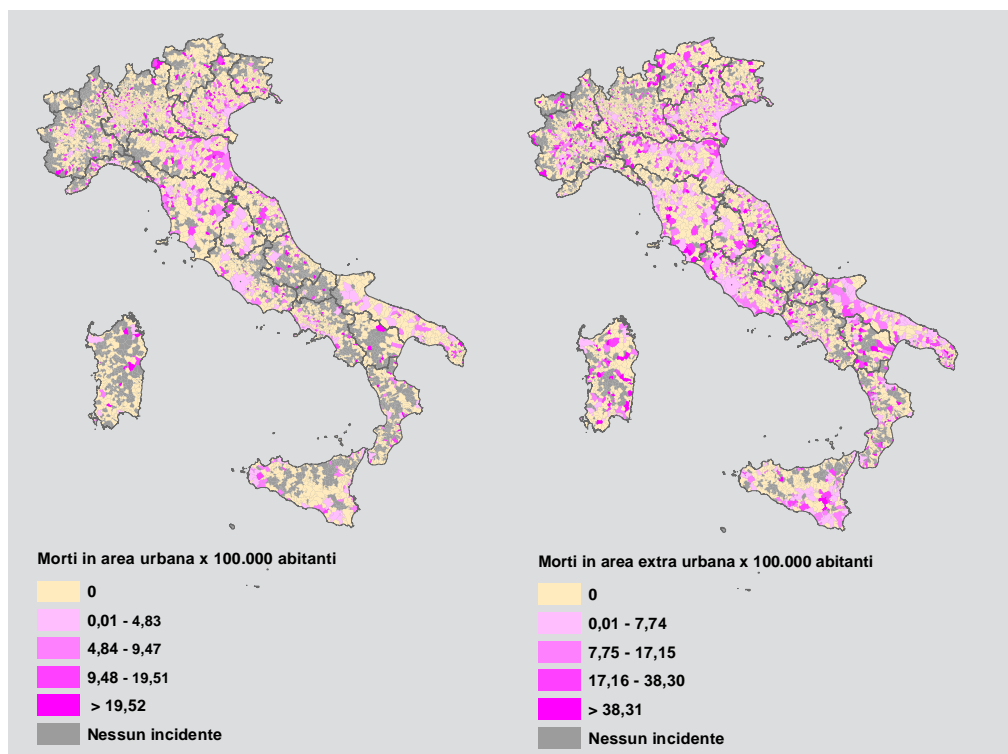 Morti in area urbana x 100.000 abitanti
0
0,01 - 4,83
4,84 - 9,47
9,48 - 19,51
> 19,52
Nessun incidente
Morti in area extra urbana x 100.000 abitanti
0
0,01 - 7,74
7,75 - 17,15
17,16 - 38,30
> 38,31
Nessun incidente